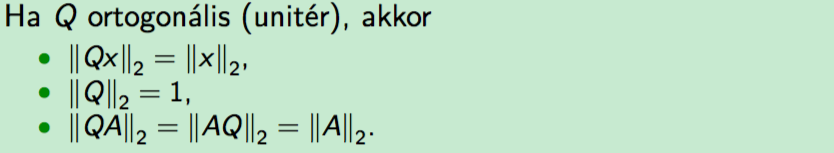 Ha Q ortogonális (unitér), akkor
• ‖Qx‖₂ = ‖x‖₂,
• ‖Q‖₂ = 1,
• ‖QA‖₂ = ‖AQ‖₂ = ‖A‖₂.